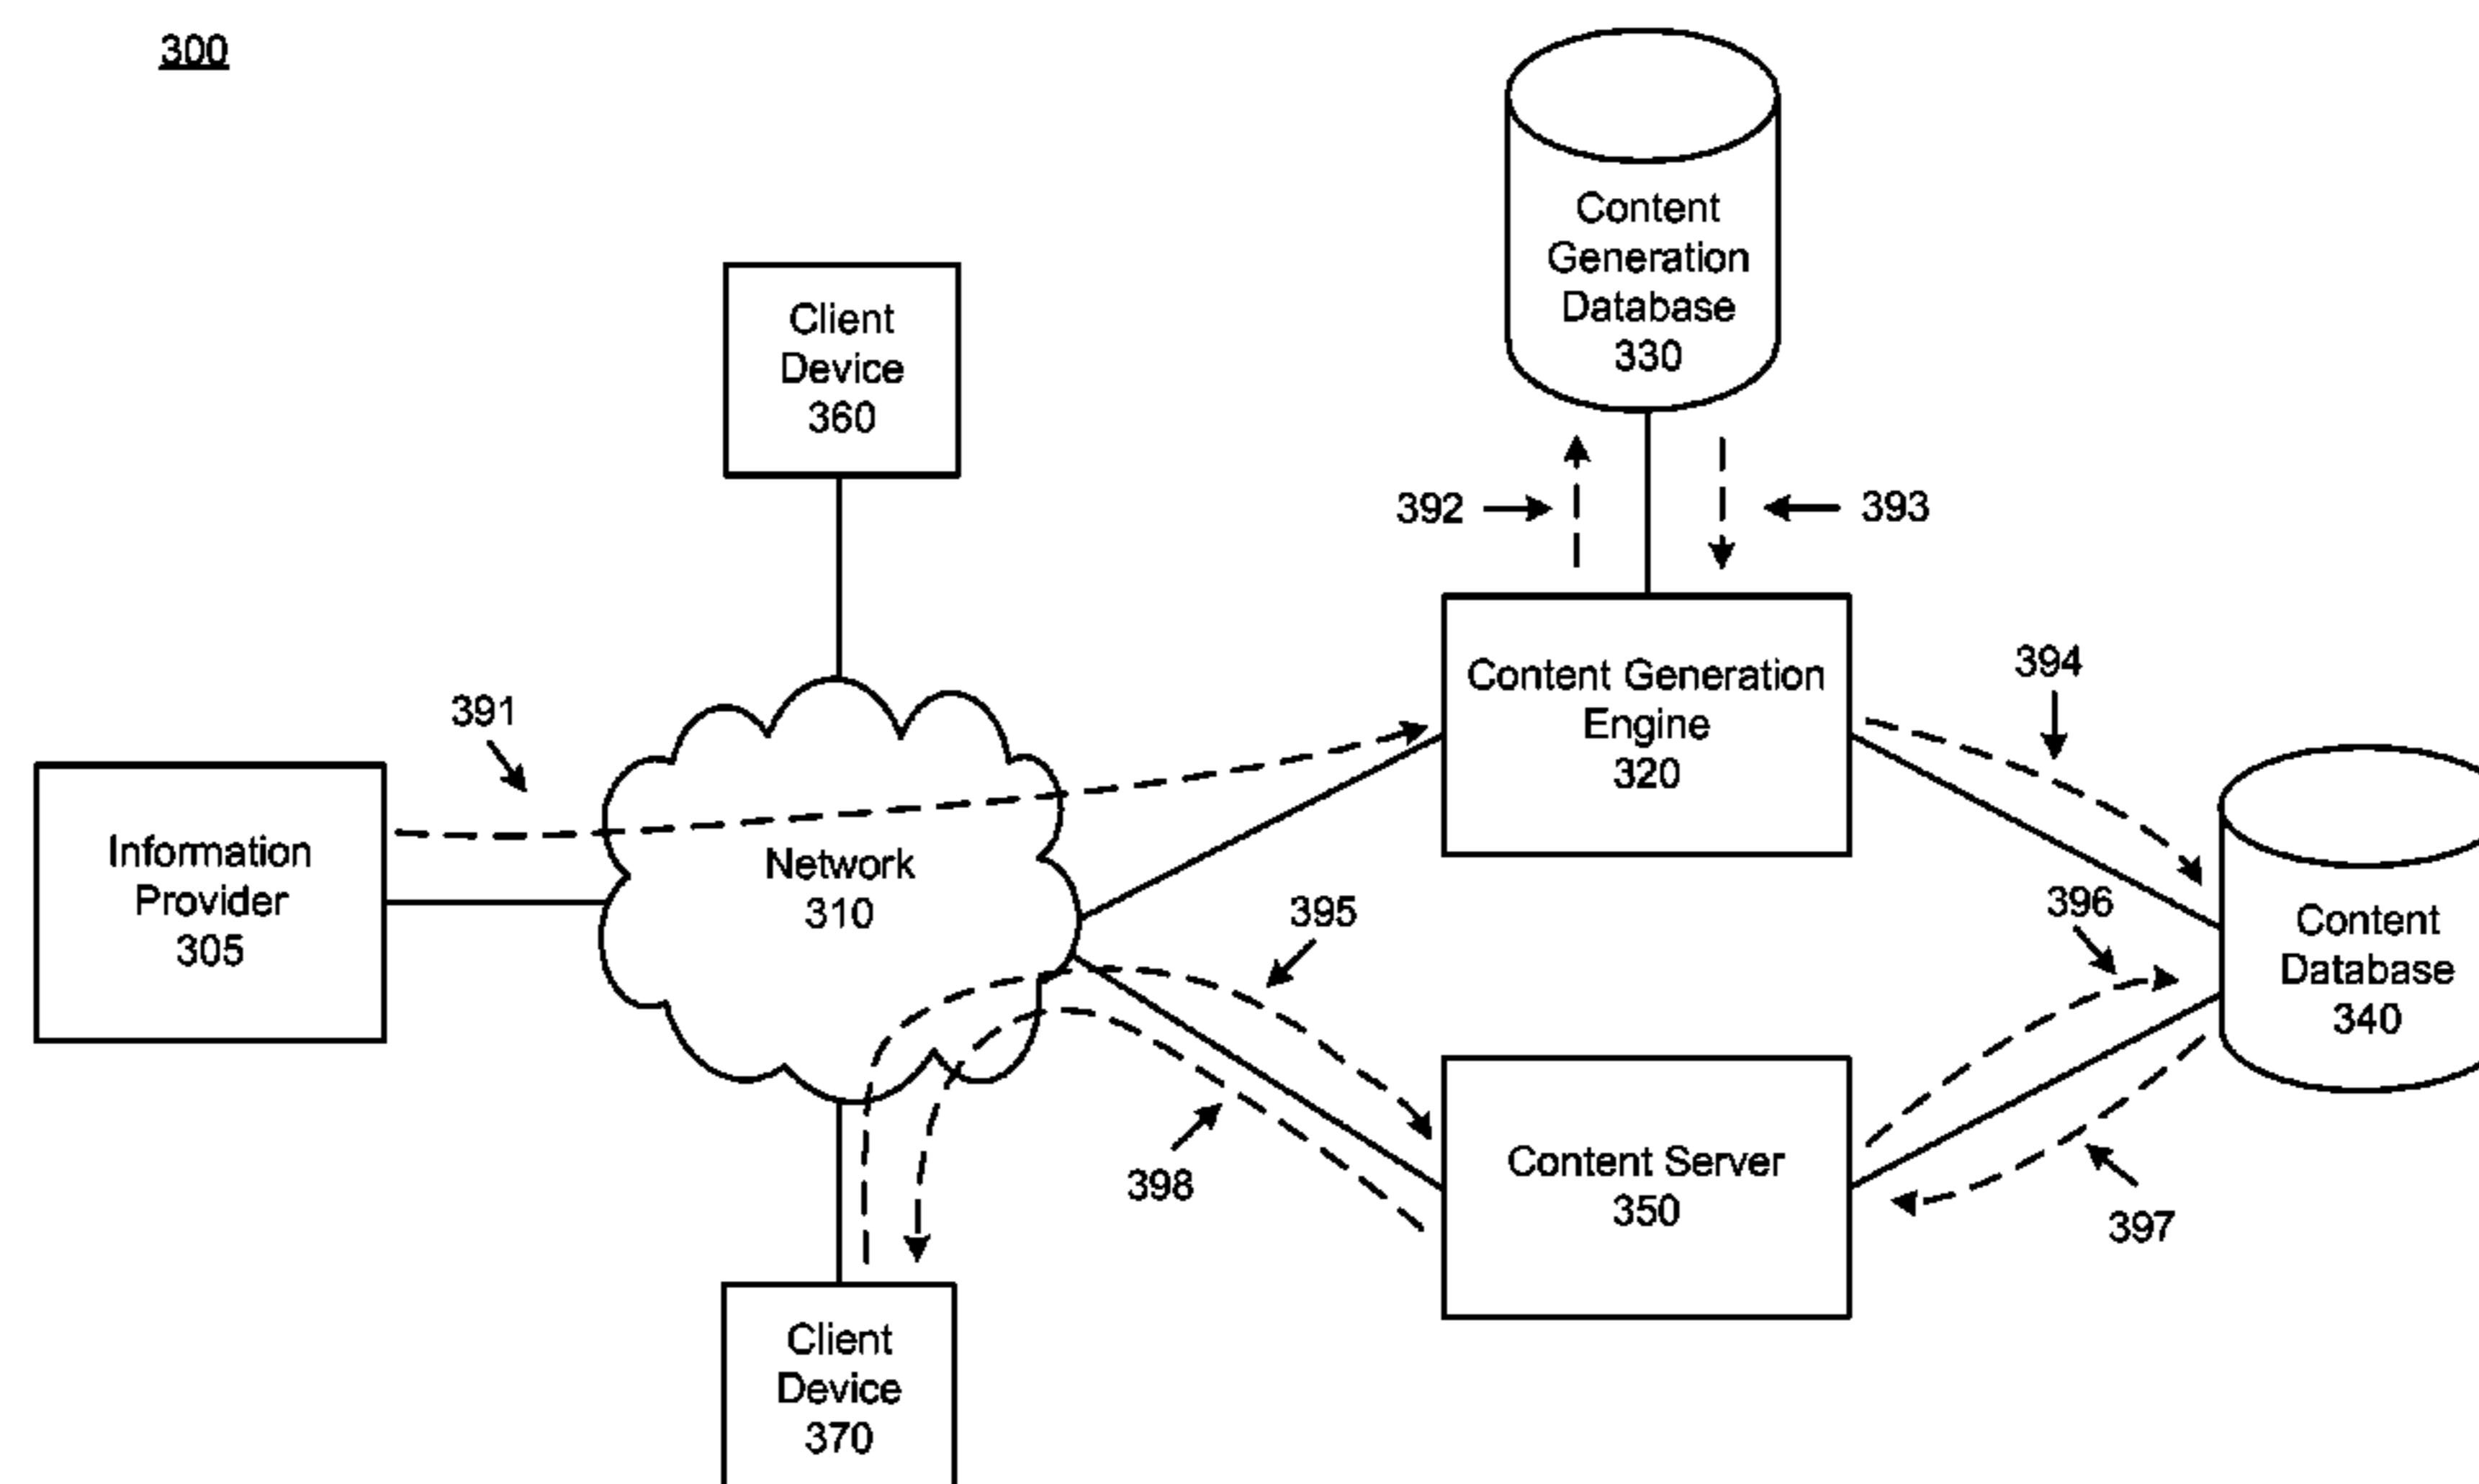 300
Content
Generation
Database
330
Client
Device
360
392
393
Content Generation
Engine
320
394
391
Information
Provider
305
Network
310
395
396
Content
Database
340
398
Content Server
350
397
Client
Device
370